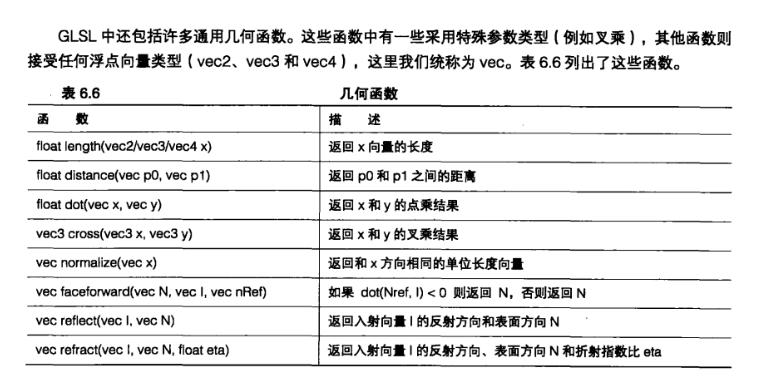 GLSL 中还包括许多通用几何函数。这些函数中有一些采用特殊参数类型（例如叉乘），其他函数则
接受任何浮点向量类型（vec2、vec3 和 vec4），这里我们统称为 vec。表 6.6 列出了这些函数。
表 6.6 几何函数
函 数 描 述
float length(vec2/vec3/vec4 x) 返回 x 向量的长度
float distance(vec p0, vec p1) 返回 p0 和 p1 之间的距离
float dot(vec x, vec y) 返回 x 和 y 的点乘结果
vec3 cross(vec3 x, vec3 y) 返回 x 和 y 的叉乘结果
vec normalize(vec x) 返回和 x 方向相同的单位长度向量
vec faceforward(vec N, vec I, vec nRef) 如果 dot(Nref, I) < 0 则返回 N，否则返回 N
vec reflect(vec I, vec N) 返回入射向量 I 的反射方向和表面方向 N
vec refract(vec I, vec N, float eta) 返回入射向量 I 的反射方向、表面方向 N 和折射指数比 eta